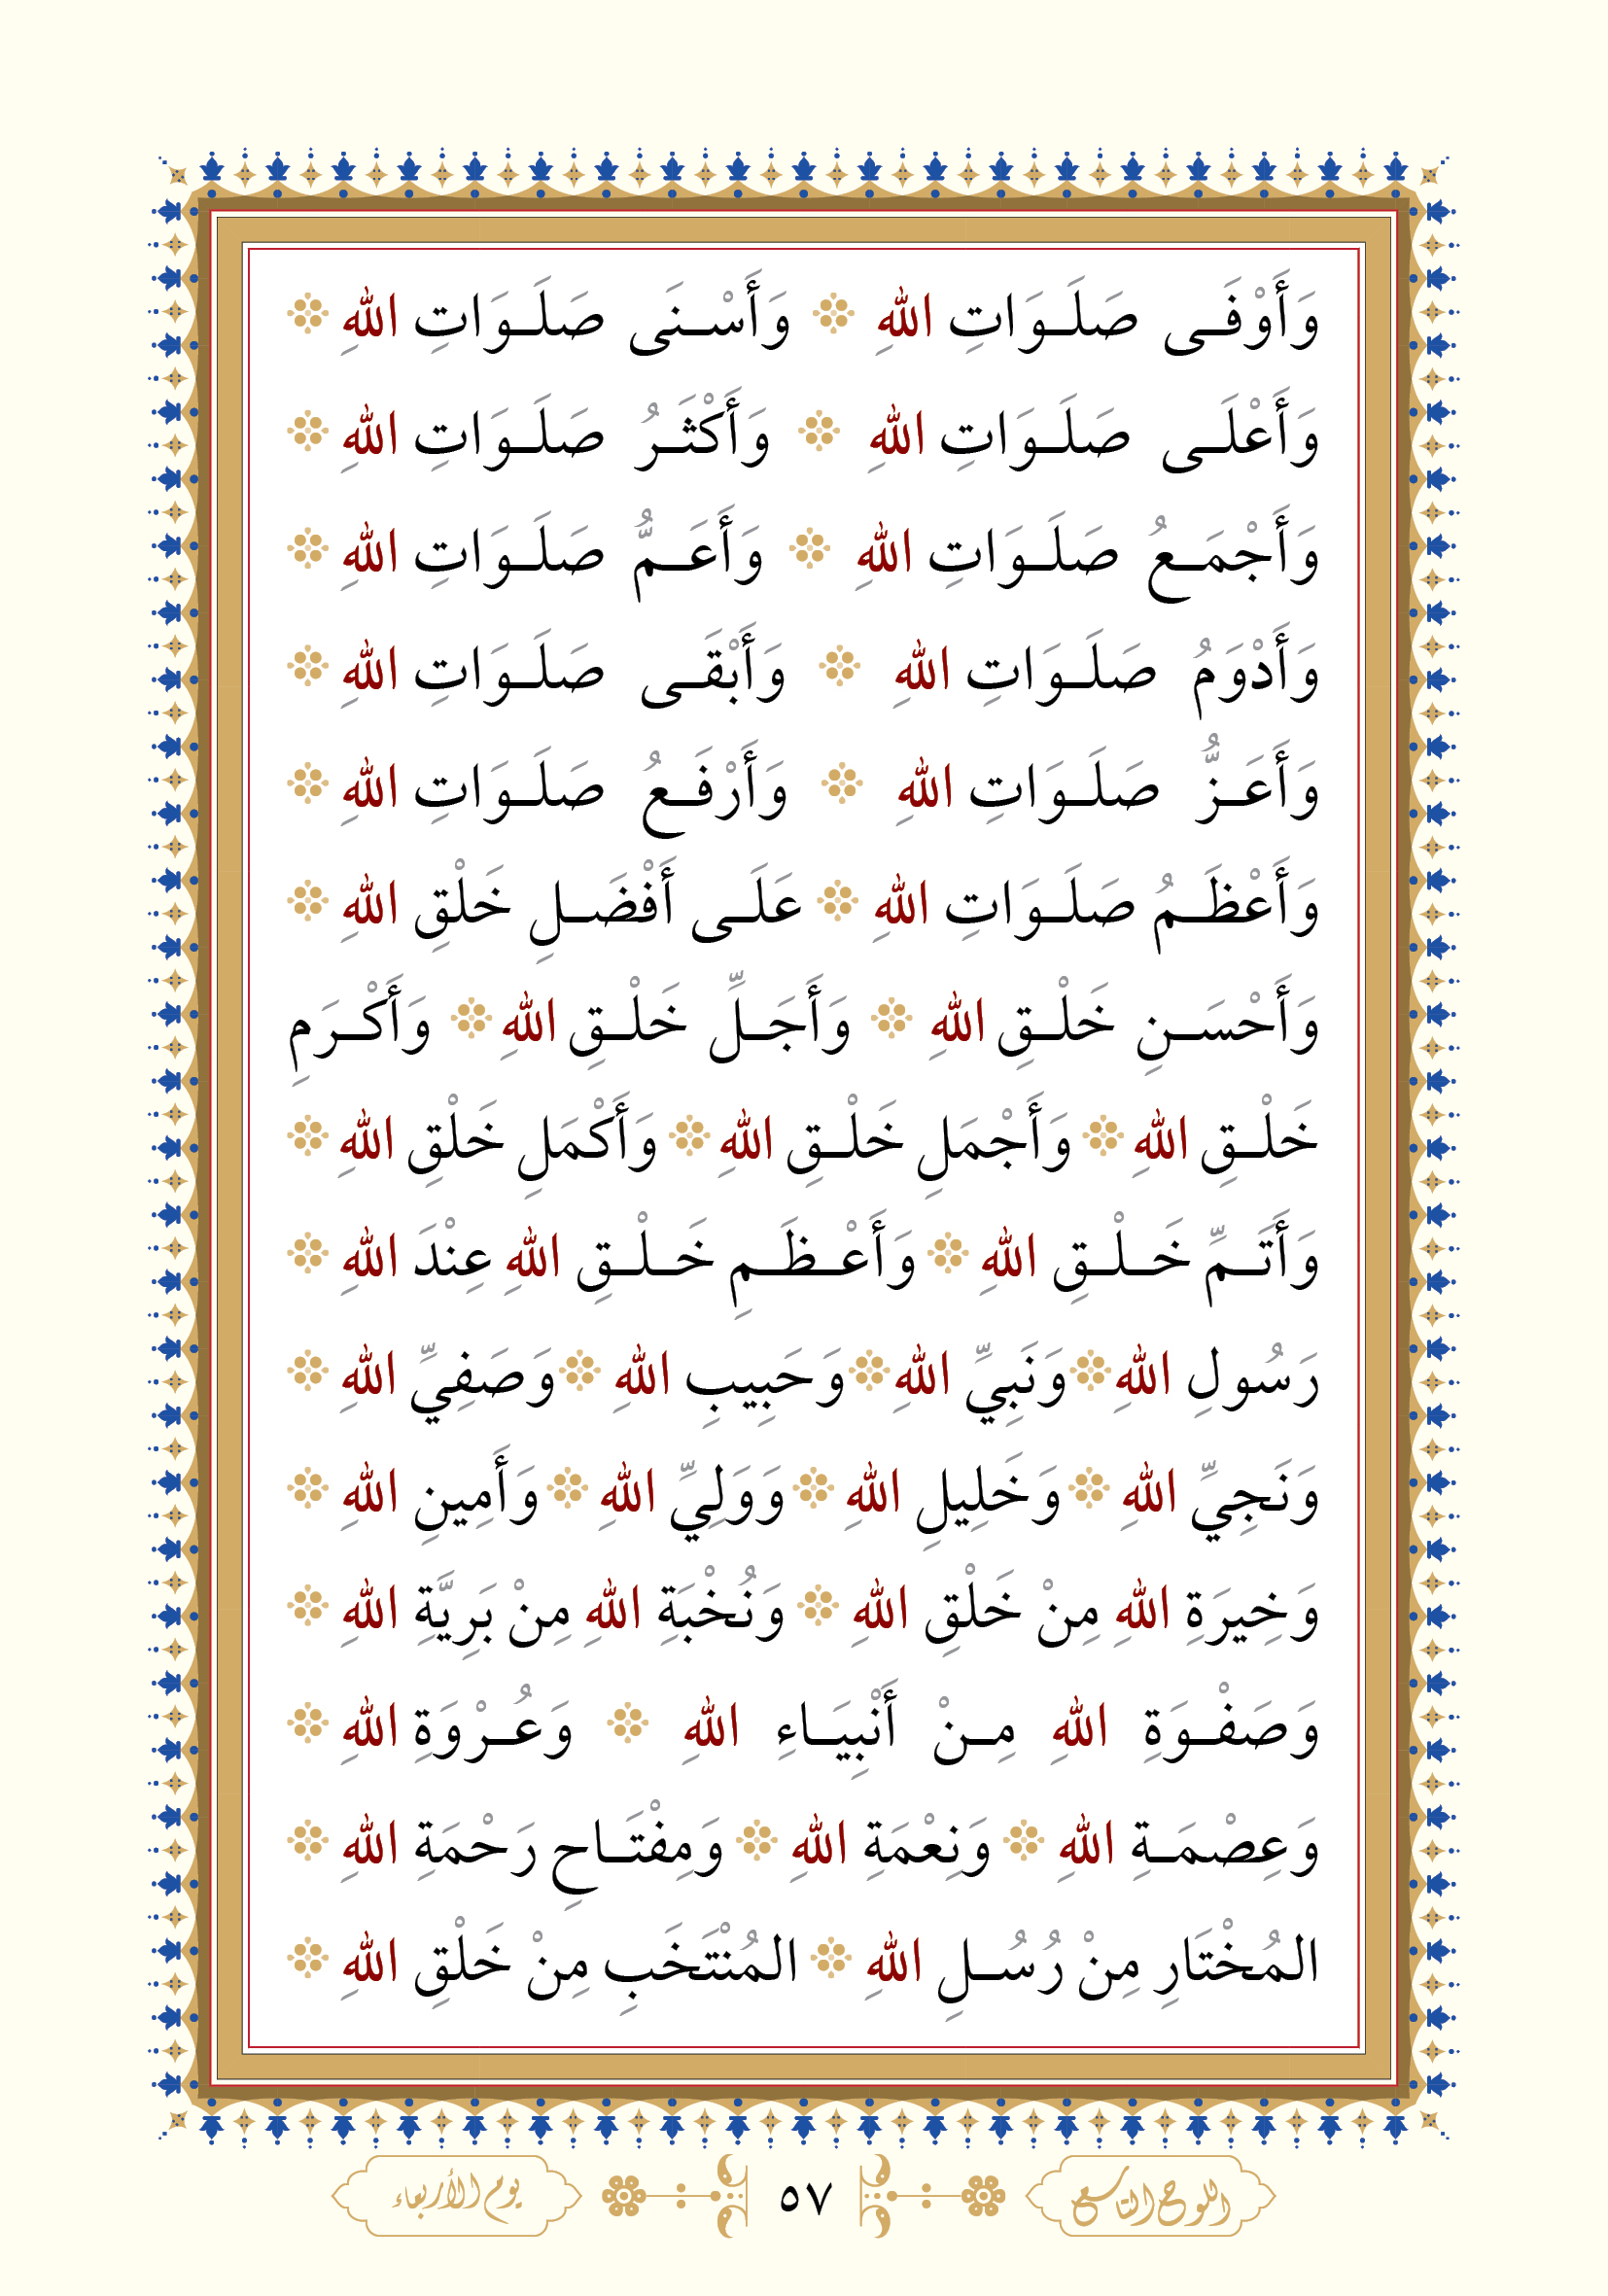 وَأَوْفَى صَلَوَاتِ اللهِ ۞ وَأَسْنَى صَلَوَاتِ اللهِ ۞
وَأَعْلَى صَلَوَاتِ اللهِ ۞ وَأَكْثَرُ صَلَوَاتِ اللهِ ۞
وَأَجْمَعُ صَلَوَاتِ اللهِ ۞ وَأَعَمُّ صَلَوَاتِ اللهِ ۞
وَأَدْوَمُ صَلَوَاتِ اللهِ ۞ وَأَبْقَى صَلَوَاتِ اللهِ ۞
وَأَعَزُّ صَلَوَاتِ اللهِ ۞ وَأَرْفَعُ صَلَوَاتِ اللهِ ۞
وَأَعْظَمُ صَلَوَاتِ اللهِ ۞ عَلَى أَفْضَلِ خَلْقِ اللهِ ۞
وَأَحْسَنِ خَلْقِ اللهِ ۞ وَأَجَلِّ خَلْقِ اللهِ ۞ وَأَكْرَمِ
خَلْقِ اللهِ ۞ وَأَجْمَلِ خَلْقِ اللهِ ۞ وَأَكْمَلِ خَلْقِ اللهِ ۞
وَأَتَمِّ خَلْقِ اللهِ ۞ وَأَعْظَمِ خَلْقِ اللهِ عِنْدَ اللهِ ۞
رَسُولِ اللهِ ۞ وَنَبِيِّ اللهِ ۞ وَحَبِيبِ اللهِ ۞ وَصَفِيِّ اللهِ ۞
وَنَجِيِّ اللهِ ۞ وَخَلِيلِ اللهِ ۞ وَوَلِيِّ اللهِ ۞ وَأَمِينِ اللهِ ۞
وَخِيرَةِ اللهِ مِنْ خَلْقِ اللهِ ۞ وَنُخْبَةِ اللهِ مِنْ بَرِيَّةِ اللهِ ۞
وَصَفْوَةِ اللهِ مِنْ أَنْبِيَاءِ اللهِ ۞ وَعُرْوَةِ اللهِ ۞
وَعِصْمَةِ اللهِ ۞ وَنِعْمَةِ اللهِ ۞ وَمِفْتَاحِ رَحْمَةِ اللهِ ۞
المُخْتَارِ مِنْ رُسُلِ اللهِ ۞ المُنْتَخَبِ مِنْ خَلْقِ اللهِ ۞
اللوح التاسع ٥٧ يوم الأربعاء